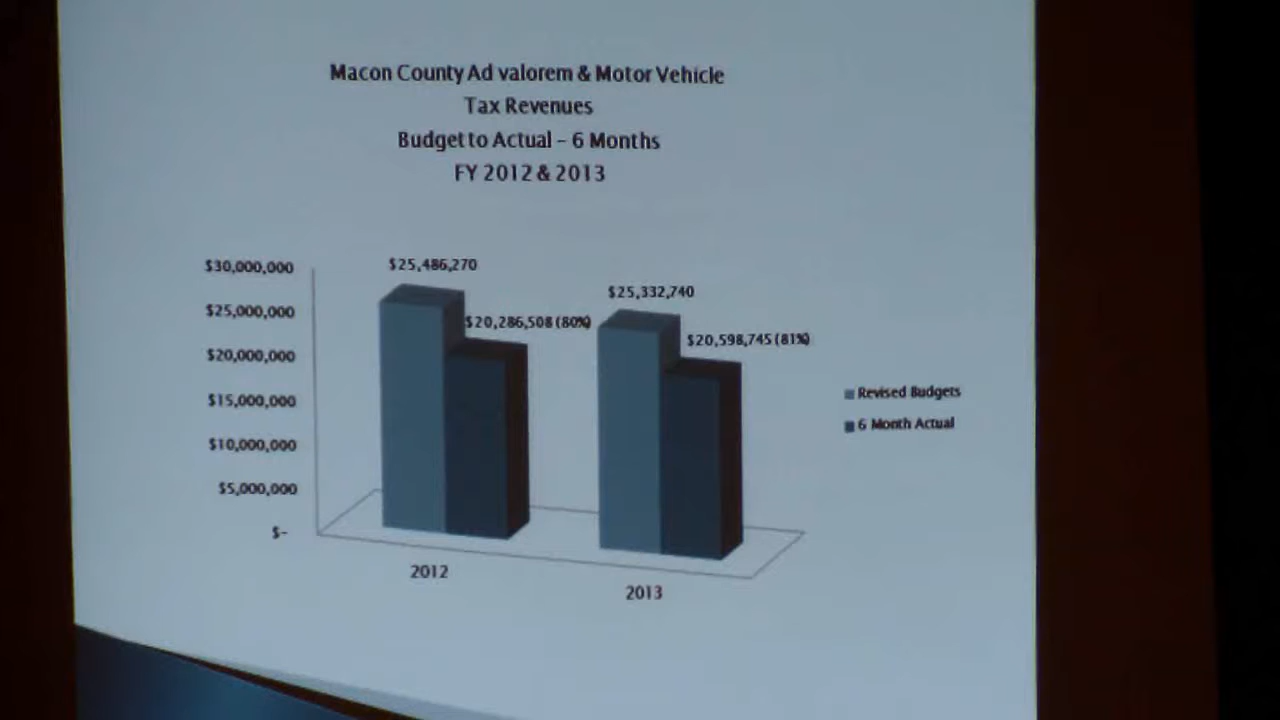 Macon County Ad valorem & Motor Vehicle
Tax Revenues
Budget to Actual – 6 Months
FY 2012 & 2013
$30,000,000
$25,000,000
$20,000,000
$15,000,000
$10,000,000
$5,000,000
$-
$25,486,270
$20,286,508 (80%)
$25,332,740
$20,598,745 (81%)
2012
2013
Revised Budgets
6 Month Actual